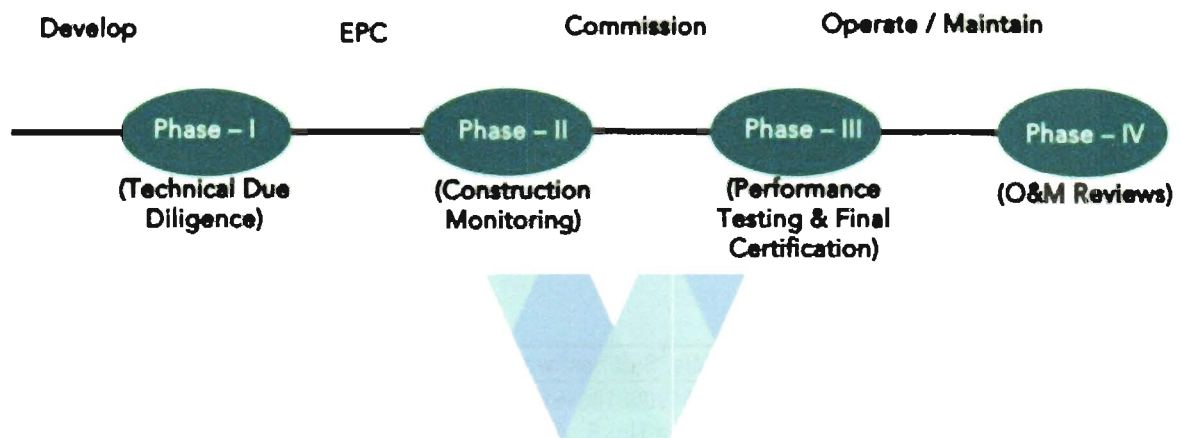 Develop
EPC
Commission
Operate / Maintain
Phase – I
Phase – II
Phase – III
Phase – IV
(Technical Due
Diligence)
(Construction
Monitoring)
(Performance
Testing & Final
Certification)
(O&M Reviews)